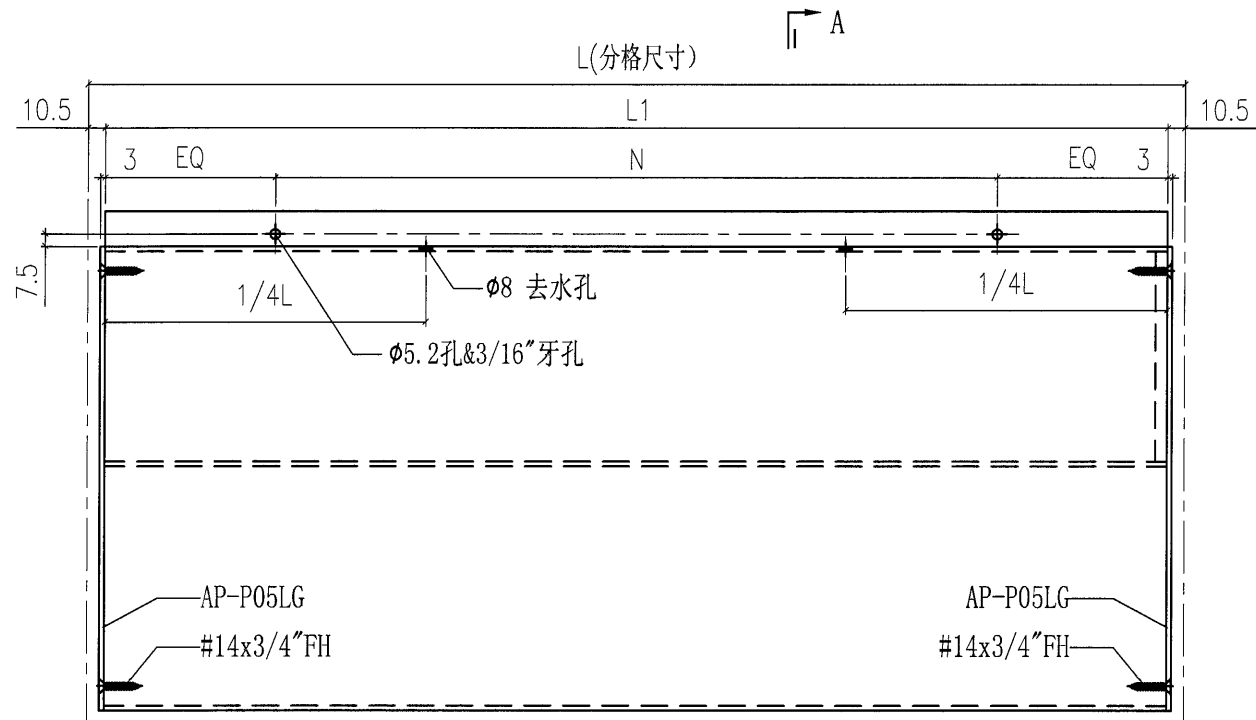 A
L(分格尺寸)
10.5 L1 10.5
3 EQ N EQ 3
7.5
1/4L φ8 去水孔 1/4L
φ5.2孔&3/16"牙孔
AP-P05LG AP-P05LG
#14x3/4"FH #14x3/4"FH